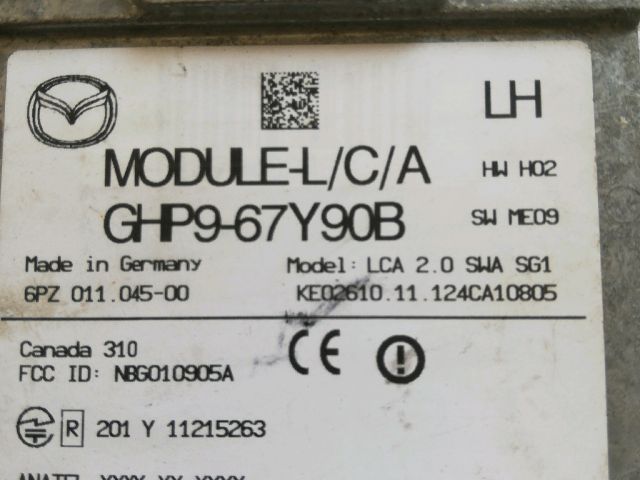 LH
MODULE-L/C/A HW H02
GHP9-67Y90B SW ME09
Made in Germany Model: LCA 2.0 SWA SG1
6PZ 011.045-00 KE02610.11.124CA10805
Canada 310
FCC ID: NBG010905A
CE
R 201 Y 11215263